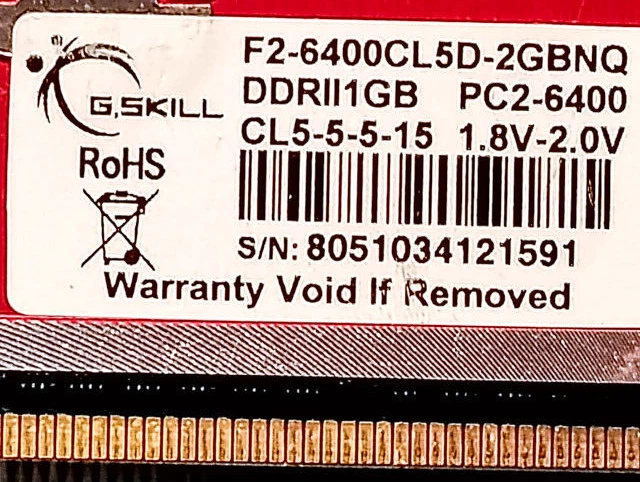 F2-6400CL5D-2GBNQ
G.SKILL
DDRII1GB PC2-6400
CL5-5-5-15 1.8V-2.0V
RoHS
S/N: 8051034121591
Warranty Void If Removed